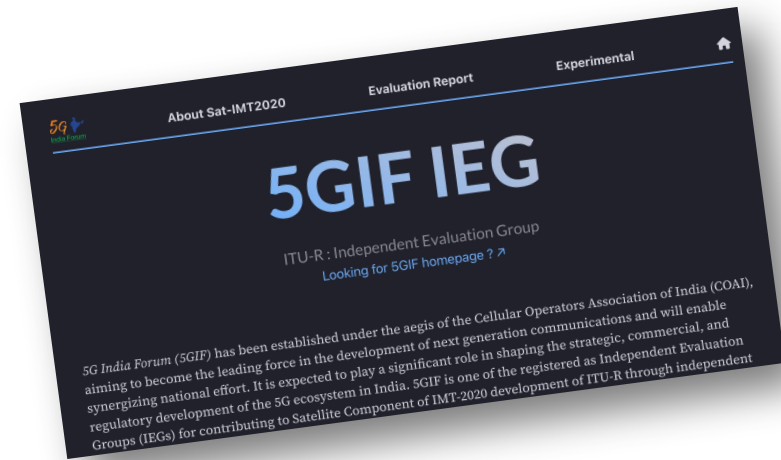 5G
India Forum
About Sat-IMT2020
Evaluation Report
Experimental
5GIF IEG
ITU-R : Independent Evaluation Group
Looking for 5GIF homepage ? ↗
5G India Forum (5GIF) has been established under the aegis of the Cellular Operators Association of India (COAI),
aiming to become the leading force in the development of next generation communications and will enable
synergizing national effort. It is expected to play a significant role in shaping the strategic, commercial, and
regulatory development of the 5G ecosystem in India. 5GIF is one of the registered as Independent Evaluation
Groups (IEGs) for contributing to Satellite Component of IMT-2020 development of ITU-R through independent